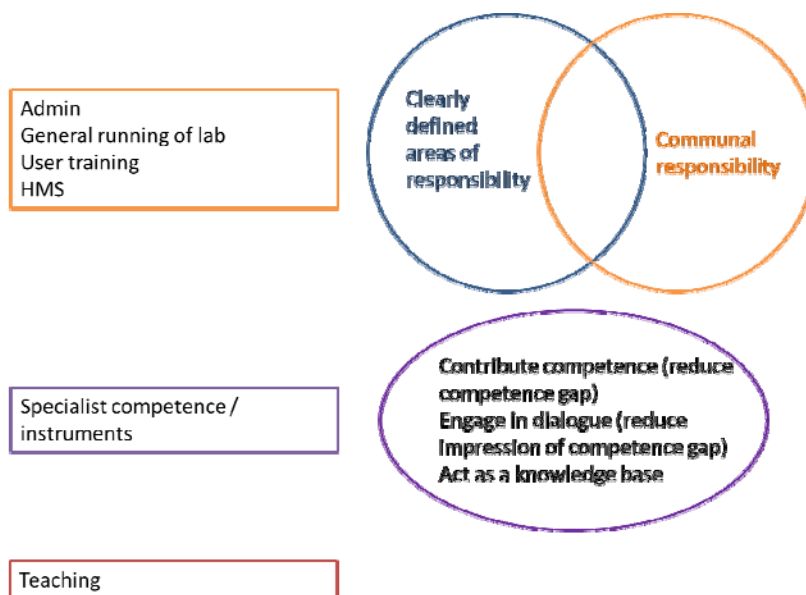 Admin
General running of lab
User training
HMS
Clearly
defined
areas of
responsibility
Communal
responsibility
Specialist competence /
instruments
Contribute competence (reduce
competence gap)
Engage in dialogue (reduce
Impression of competence gap)
Act as a knowledge base
Teaching